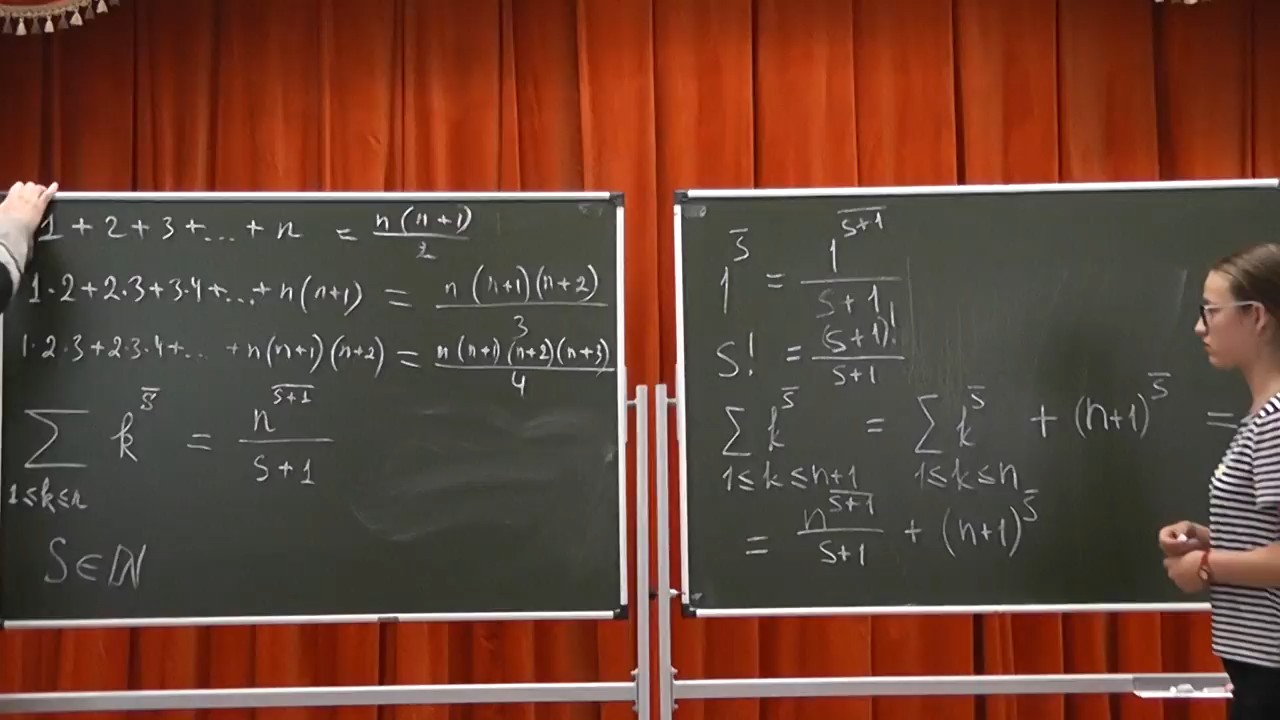 1 + 2 + 3 + ... + n = n(n+1)/2
1·2+2·3+3·4+...+n(n+1) = n(n+1)(n+2)/3
1·2·3+2·3·4+... +n(n+1)(n+2) = n(n+1)(n+2)(n+3)/4
∑_{1≤k≤n} k^{s̅} = n^{\overline{s+1}}/(s+1)
S∈ℕ
1^{s̅} = 1^{\overline{s+1}}/(s+1)
s! = (s+1)!/(s+1)
∑_{1≤k≤n+1} k^{s̅} = ∑_{1≤k≤n} k^{s̅} + (n+1)^{s̅} =
= n^{\overline{s+1}}/(s+1) + (n+1)^{s̅}